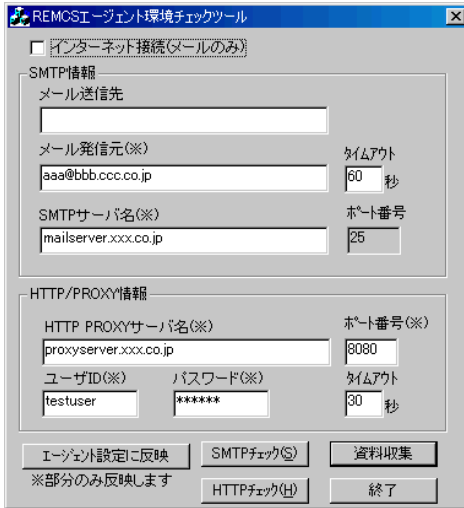 REMCSエージェント環境チェックツール
インターネット接続(メールのみ)
SMTP情報
メール送信先
メール発信元(※) ﾀｲﾑｱｳﾄ
aaa@bbb.ccc.co.jp 60 秒
SMTPサーバ名(※) ﾎﾟｰﾄ番号
mailserver.xxx.co.jp 25
HTTP/PROXY情報
HTTP PROXYサーバ名(※) ﾎﾟｰﾄ番号(※)
proxyserver.xxx.co.jp 8080
ユーザID(※) パスワード(※) ﾀｲﾑｱｳﾄ
testuser ****** 30 秒
ｴｰｼﾞｪﾝﾄ設定に反映 SMTPﾁｪｯｸ(S) 資料収集
※部分のみ反映します
HTTPﾁｪｯｸ(H) 終了